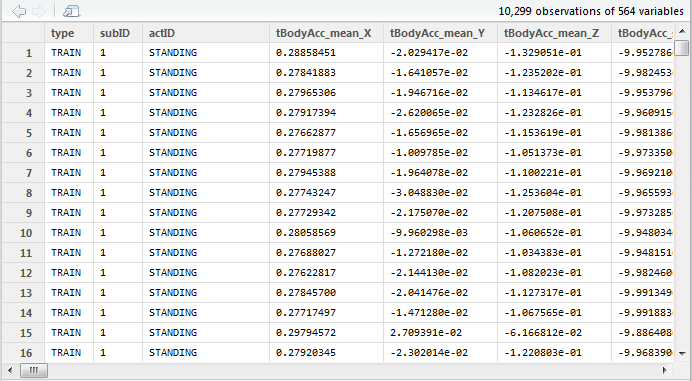 10,299 observations of 564 variables
type subID actID tBodyAcc_mean_X tBodyAcc_mean_Y tBodyAcc_mean_Z tBodyAcc_
1 TRAIN 1 STANDING 0.28858451 -2.029417e-02 -1.329051e-01 -9.952786
2 TRAIN 1 STANDING 0.27841883 -1.641057e-02 -1.235202e-01 -9.982453
3 TRAIN 1 STANDING 0.27965306 -1.946716e-02 -1.134617e-01 -9.953796
4 TRAIN 1 STANDING 0.27917394 -2.620065e-02 -1.232826e-01 -9.960915
5 TRAIN 1 STANDING 0.27662877 -1.656965e-02 -1.153619e-01 -9.981386
6 TRAIN 1 STANDING 0.27719877 -1.009785e-02 -1.051373e-01 -9.973350
7 TRAIN 1 STANDING 0.27945388 -1.964078e-02 -1.100221e-01 -9.969210
8 TRAIN 1 STANDING 0.27743247 -3.048830e-02 -1.253604e-01 -9.965593
9 TRAIN 1 STANDING 0.27729342 -2.175070e-02 -1.207508e-01 -9.973285
10 TRAIN 1 STANDING 0.28058569 -9.960298e-03 -1.060652e-01 -9.948034
11 TRAIN 1 STANDING 0.27688027 -1.272180e-02 -1.034383e-01 -9.948151
12 TRAIN 1 STANDING 0.27622817 -2.144130e-02 -1.082023e-01 -9.982460
13 TRAIN 1 STANDING 0.27845700 -2.041476e-02 -1.127317e-01 -9.991349
14 TRAIN 1 STANDING 0.27717497 -1.471280e-02 -1.067565e-01 -9.991883
15 TRAIN 1 STANDING 0.29794572 2.709391e-02 -6.166812e-02 -9.886408
16 TRAIN 1 STANDING 0.27920345 -2.302014e-02 -1.220803e-01 -9.968390